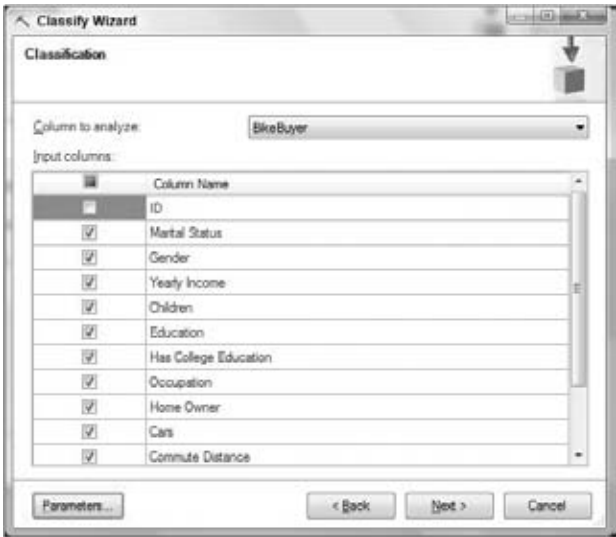 Classify Wizard
Classification
Column to analyze: BikeBuyer
Input columns:
Column Name
ID
Marital Status
Gender
Yearly Income
Children
Education
Has College Education
Occupation
Home Owner
Cars
Commute Distance
Parameters... < Back Next > Cancel